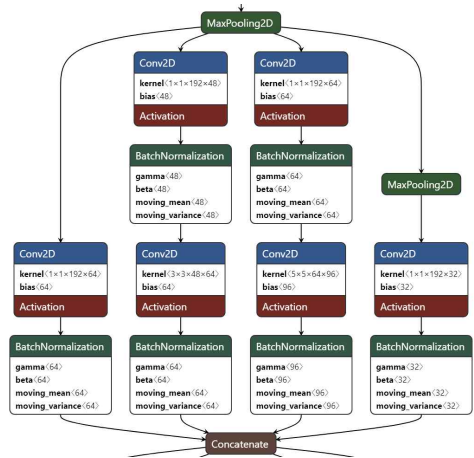 MaxPooling2D
Conv2D
kernel⟨1×1×192×48⟩
bias⟨48⟩
Activation
Conv2D
kernel⟨1×1×192×64⟩
bias⟨64⟩
Activation
BatchNormalization
gamma⟨48⟩
beta⟨48⟩
moving_mean⟨48⟩
moving_variance⟨48⟩
BatchNormalization
gamma⟨64⟩
beta⟨64⟩
moving_mean⟨64⟩
moving_variance⟨64⟩
MaxPooling2D
Conv2D
kernel⟨1×1×192×64⟩
bias⟨64⟩
Activation
Conv2D
kernel⟨3×3×48×64⟩
bias⟨64⟩
Activation
Conv2D
kernel⟨5×5×64×96⟩
bias⟨96⟩
Activation
Conv2D
kernel⟨1×1×192×32⟩
bias⟨32⟩
Activation
BatchNormalization
gamma⟨64⟩
beta⟨64⟩
moving_mean⟨64⟩
moving_variance⟨64⟩
BatchNormalization
gamma⟨64⟩
beta⟨64⟩
moving_mean⟨64⟩
moving_variance⟨64⟩
BatchNormalization
gamma⟨96⟩
beta⟨96⟩
moving_mean⟨96⟩
moving_variance⟨96⟩
BatchNormalization
gamma⟨32⟩
beta⟨32⟩
moving_mean⟨32⟩
moving_variance⟨32⟩
Concatenate